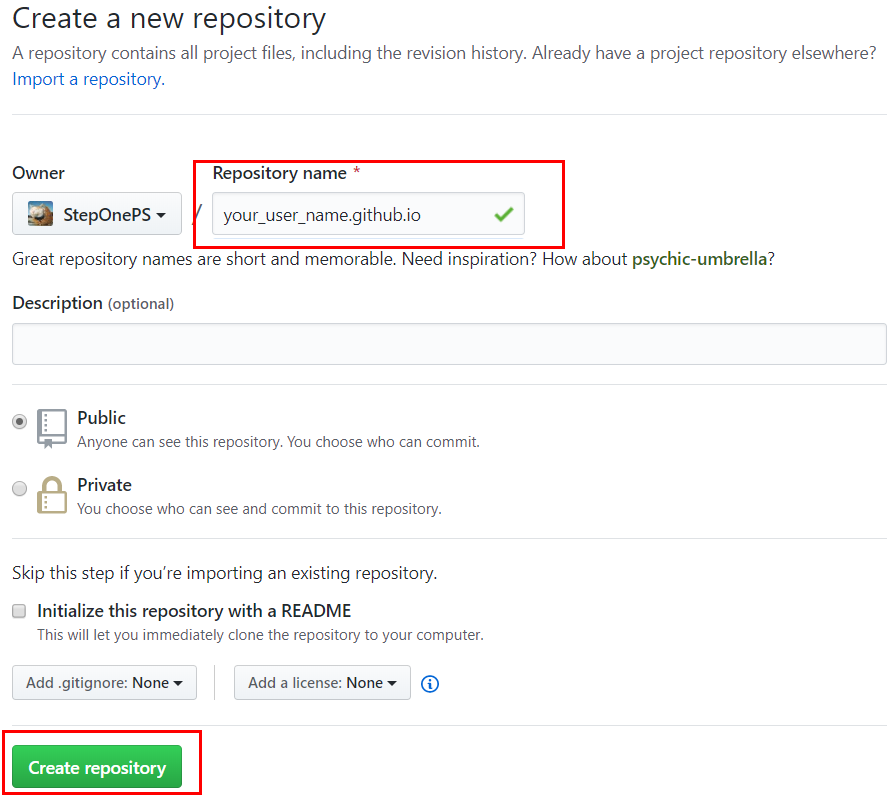 Create a new repository
A repository contains all project files, including the revision history. Already have a project repository elsewhere?
Import a repository.
Owner
Repository name *
StepOnePS
/
your_user_name.github.io
Great repository names are short and memorable. Need inspiration? How about psychic-umbrella?
Description (optional)
Public
Anyone can see this repository. You choose who can commit.
Private
You choose who can see and commit to this repository.
Skip this step if you’re importing an existing repository.
Initialize this repository with a README
This will let you immediately clone the repository to your computer.
Add .gitignore: None
Add a license: None
Create repository